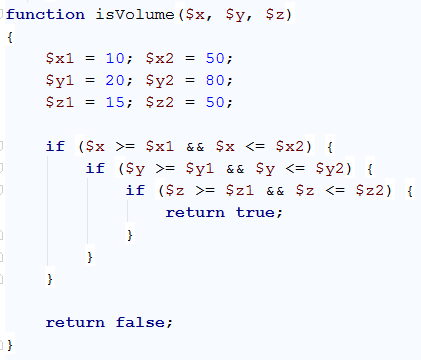 function isVolume($x, $y, $z)
{
    $x1 = 10; $x2 = 50;
    $y1 = 20; $y2 = 80;
    $z1 = 15; $z2 = 50;

    if ($x >= $x1 && $x <= $x2) {
        if ($y >= $y1 && $y <= $y2) {
            if ($z >= $z1 && $z <= $z2) {
                return true;
            }
        }
    }

    return false;
}